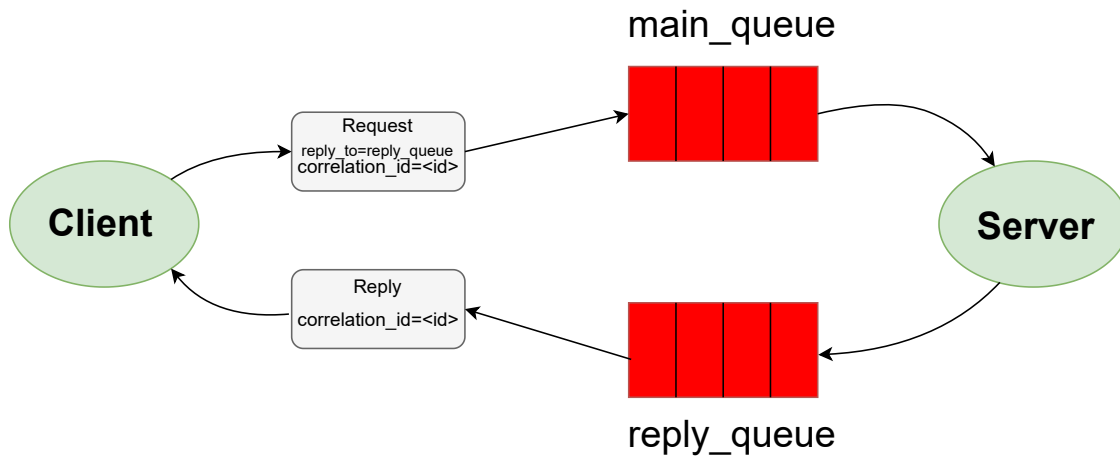 main_queue
Request
reply_to=reply_queue
correlation_id=<id>
Client
Server
Reply
correlation_id=<id>
reply_queue